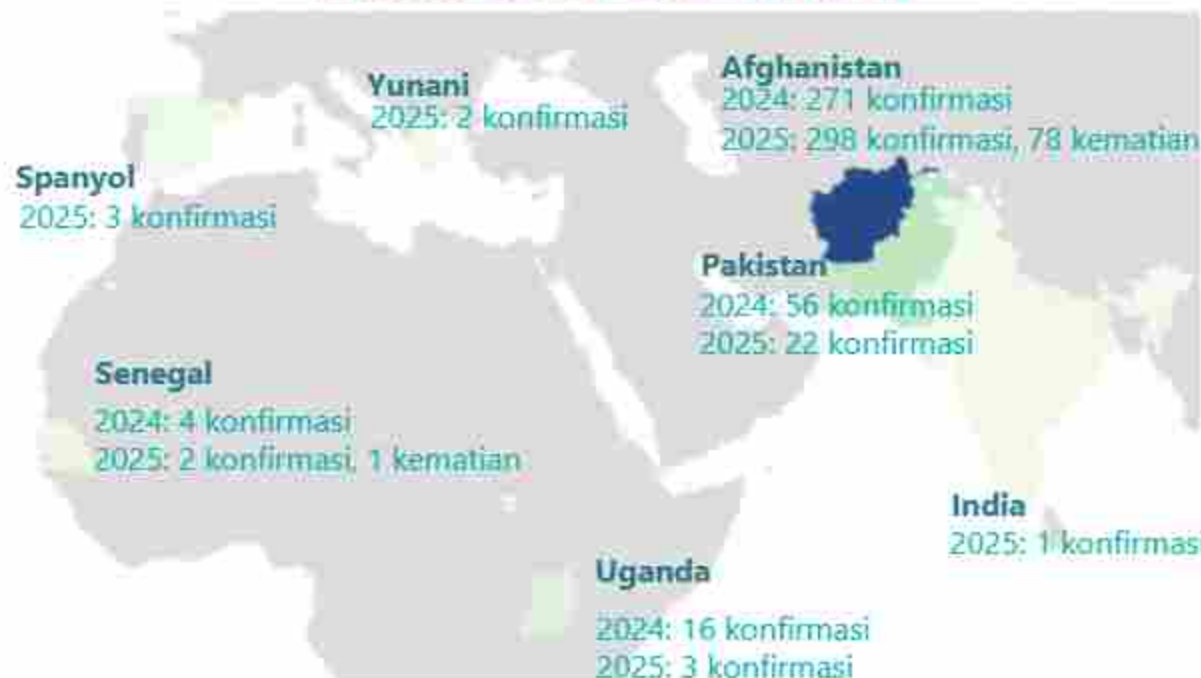 Yunani
2025: 2 konfirmasi
Afghanistan
2024: 271 konfirmasi
2025: 298 konfirmasi, 78 kematian
Spanyol
2025: 3 konfirmasi
Pakistan
2024: 56 konfirmasi
2025: 22 konfirmasi
Senegal
2024: 4 konfirmasi
2025: 2 konfirmasi, 1 kematian
India
2025: 1 konfirmasi
Uganda
2024: 16 konfirmasi
2025: 3 konfirmasi